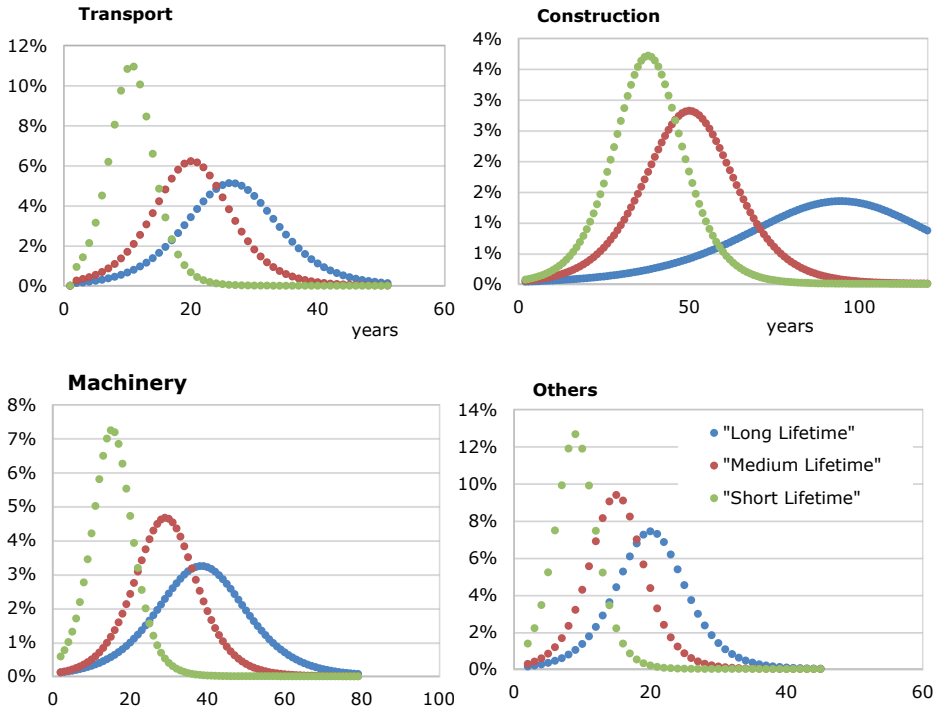 Transport
12%
10%
8%
6%
4%
2%
0%
0 20 40 60
years
Construction
4%
4%
3%
3%
2%
2%
1%
1%
0%
0 50 100
years
Machinery
8%
7%
6%
5%
4%
3%
2%
1%
0%
0 20 40 60 80 100
Others
14%
12%
10%
8%
6%
4%
2%
0%
0 20 40 60
"Long Lifetime"
"Medium Lifetime"
"Short Lifetime"